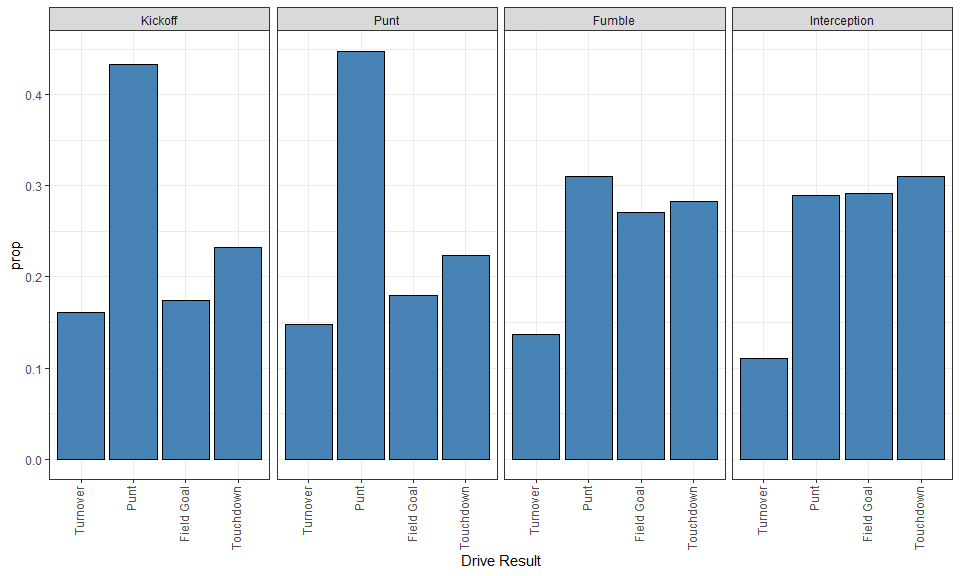 Kickoff Punt Fumble Interception
prop
0.4
0.3
0.2
0.1
0.0
Turnover Punt Field Goal Touchdown Turnover Punt Field Goal Touchdown Turnover Punt Field Goal Touchdown Turnover Punt Field Goal Touchdown
Drive Result